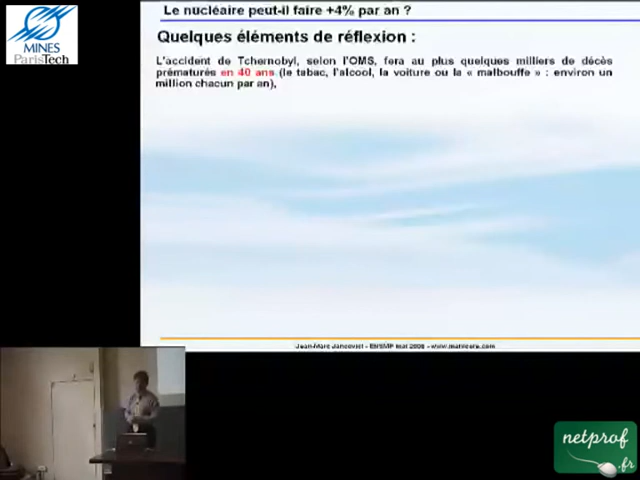 Le nucléaire peut-il faire +4% par an ?
MINES
ParisTech
Quelques éléments de réflexion :
L'accident de Tchernobyl, selon l'OMS, fera au plus quelques milliers de décès
prématurés en 40 ans (le tabac, l'alcool, la voiture ou la « malbouffe » : environ un
million chacun par an),
Jean-Marc Jancovici - ENSMP mai 2008 - www.manicore.com
netprof
.fr